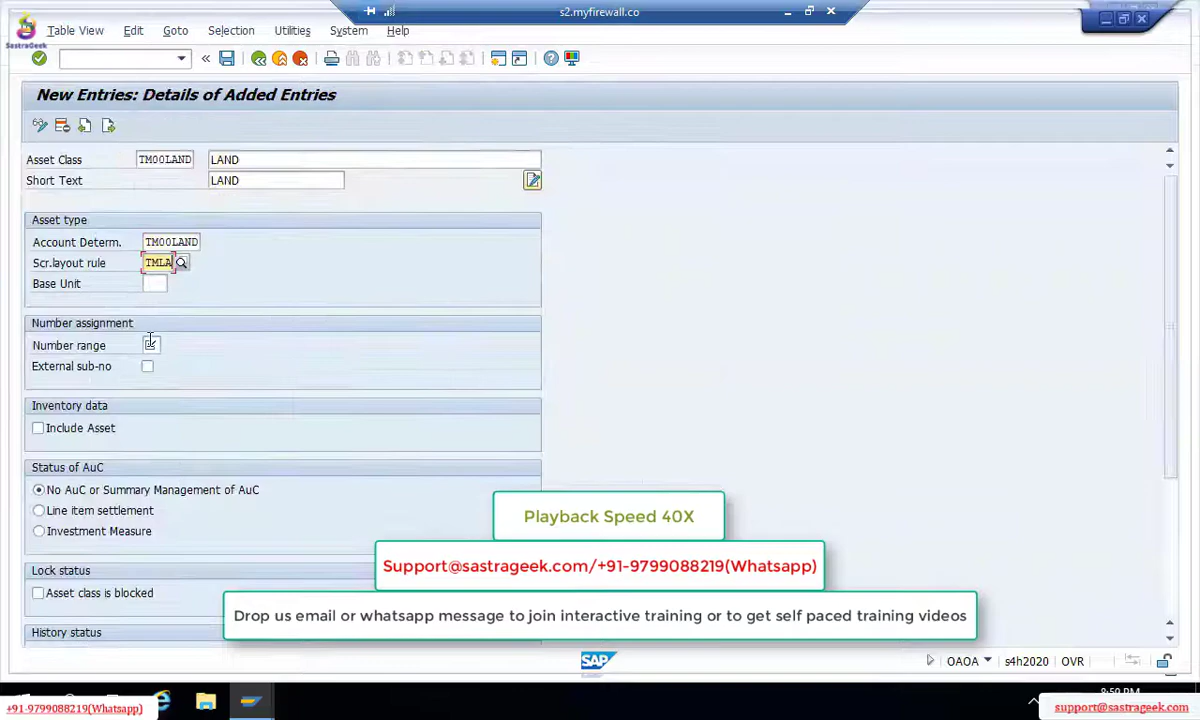 s2.myfirewall.co
SastraGeek
Table View Edit Goto Selection Utilities System Help
New Entries: Details of Added Entries
Asset Class TM00LAND LAND
Short Text LAND
Asset type
Account Determ. TM00LAND
Scr.layout rule TMLA
Base Unit
Number assignment
Number range
External sub-no
Inventory data
Include Asset
Status of AuC
No AuC or Summary Management of AuC
Line item settlement
Investment Measure
Playback Speed 40X
Support@sastrageek.com/+91-9799088219(Whatsapp)
Lock status
Asset class is blocked
Drop us email or whatsapp message to join interactive training or to get self paced training videos
History status
SAP OAOA s4h2020 OVR
+91-9799088219(Whatsapp)
support@sastrageek.com